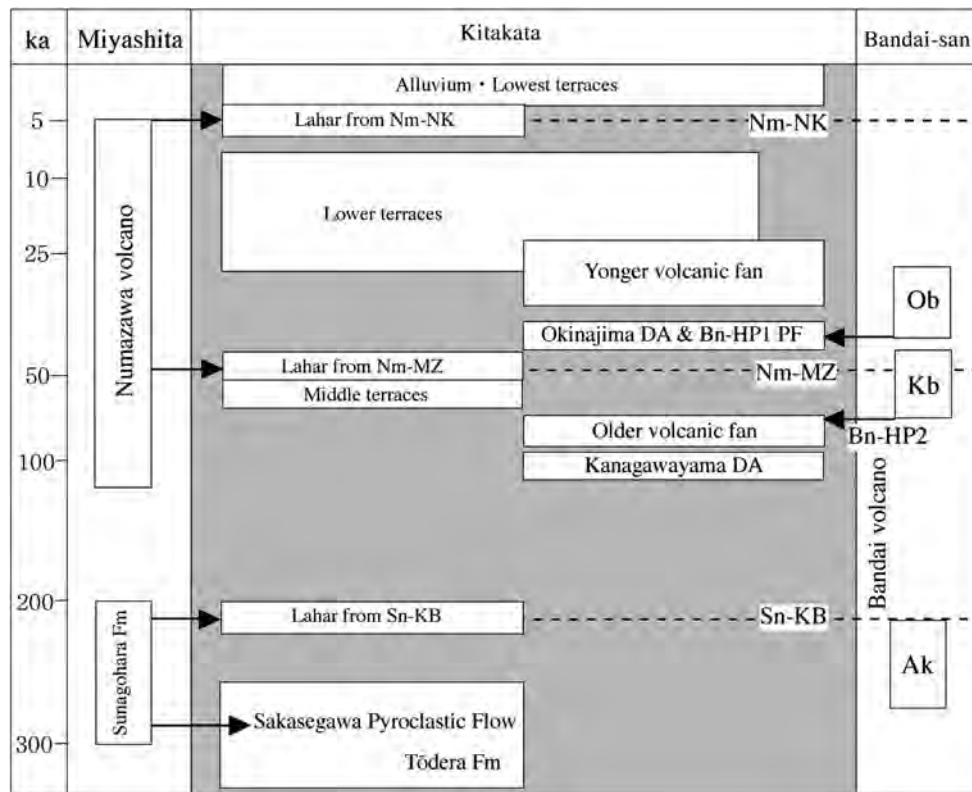 ka Miyashita Kitakata Bandai-san
Alluvium・Lowest terraces
5 Lahar from Nm-NK Nm-NK
10
Lower terraces
25
Yonger volcanic fan
Numazawa volcano
Ob
Okinajima DA & Bn-HP1 PF
50 Lahar from Nm-MZ Nm-MZ
Kb
Middle terraces
Older volcanic fan
Bn-HP2
100 Kanagawayama DA
Bandai volcano
200 Lahar from Sn-KB Sn-KB
Ak
Sunagohara Fm
Sakasegawa Pyroclastic Flow
300
Tōdera Fm